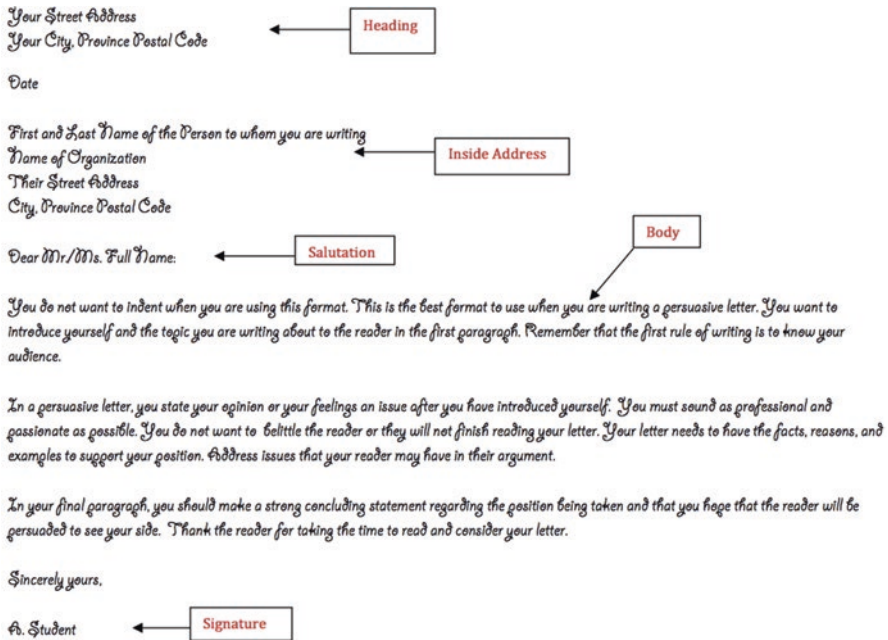 Your Street Address
Your City, Province Postal Code
Heading
Date
First and Last Name of the Person to whom you are writing
Name of Organization
Their Street Address
City, Province Postal Code
Inside Address
Dear Mr./Ms. Full Name:
Salutation
Body
You do not want to indent when you are using this format. This is the best format to use when you are writing a persuasive letter. You want to
introduce yourself and the topic you are writing about to the reader in the first paragraph. Remember that the first rule of writing is to know your
audience.
In a persuasive letter, you state your opinion or your feelings an issue after you have introduced yourself. You must sound as professional and
passionate as possible. You do not want to belittle the reader or they will not finish reading your letter. Your letter needs to have the facts, reasons, and
examples to support your position. Address issues that your reader may have in their argument.
In your final paragraph, you should make a strong concluding statement regarding the position being taken and that you hope that the reader will be
persuaded to see your side. Thank the reader for taking the time to read and consider your letter.
Sincerely yours,
A. Student
Signature